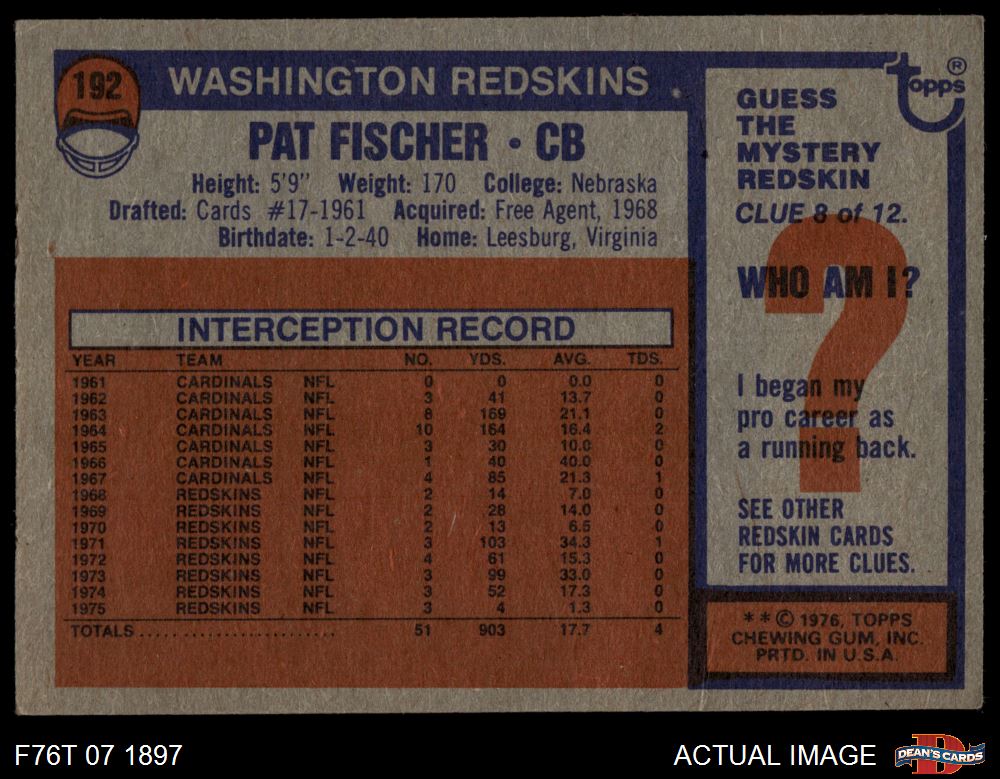 192
WASHINGTON REDSKINS
PAT FISCHER • CB
Height: 5'9" Weight: 170 College: Nebraska
Drafted: Cards #17-1961 Acquired: Free Agent, 1968
Birthdate: 1-2-40 Home: Leesburg, Virginia
INTERCEPTION RECORD
YEAR TEAM NO. YDS. AVG. TDS.
1961 CARDINALS NFL 0 0 0.0 0
1962 CARDINALS NFL 3 41 13.7 0
1963 CARDINALS NFL 8 169 21.1 0
1964 CARDINALS NFL 10 164 16.4 2
1965 CARDINALS NFL 3 30 10.0 0
1966 CARDINALS NFL 1 40 40.0 0
1967 CARDINALS NFL 4 85 21.3 1
1968 REDSKINS NFL 2 14 7.0 0
1969 REDSKINS NFL 2 28 14.0 0
1970 REDSKINS NFL 2 13 6.5 0
1971 REDSKINS NFL 3 103 34.3 1
1972 REDSKINS NFL 4 61 15.3 0
1973 REDSKINS NFL 3 99 33.0 0
1974 REDSKINS NFL 3 52 17.3 0
1975 REDSKINS NFL 3 4 1.3 0
TOTALS.................... 51 903 17.7 4
topps®
GUESS
THE
MYSTERY
REDSKIN
CLUE 8 of 12.
?
WHO AM I?
I began my
pro career as
a running back.
SEE OTHER
REDSKIN CARDS
FOR MORE CLUES.
**© 1976, TOPPS
CHEWING GUM, INC.
PRTD. IN U.S.A.
F76T 07 1897
ACTUAL IMAGE
D
DEAN'S CARDS